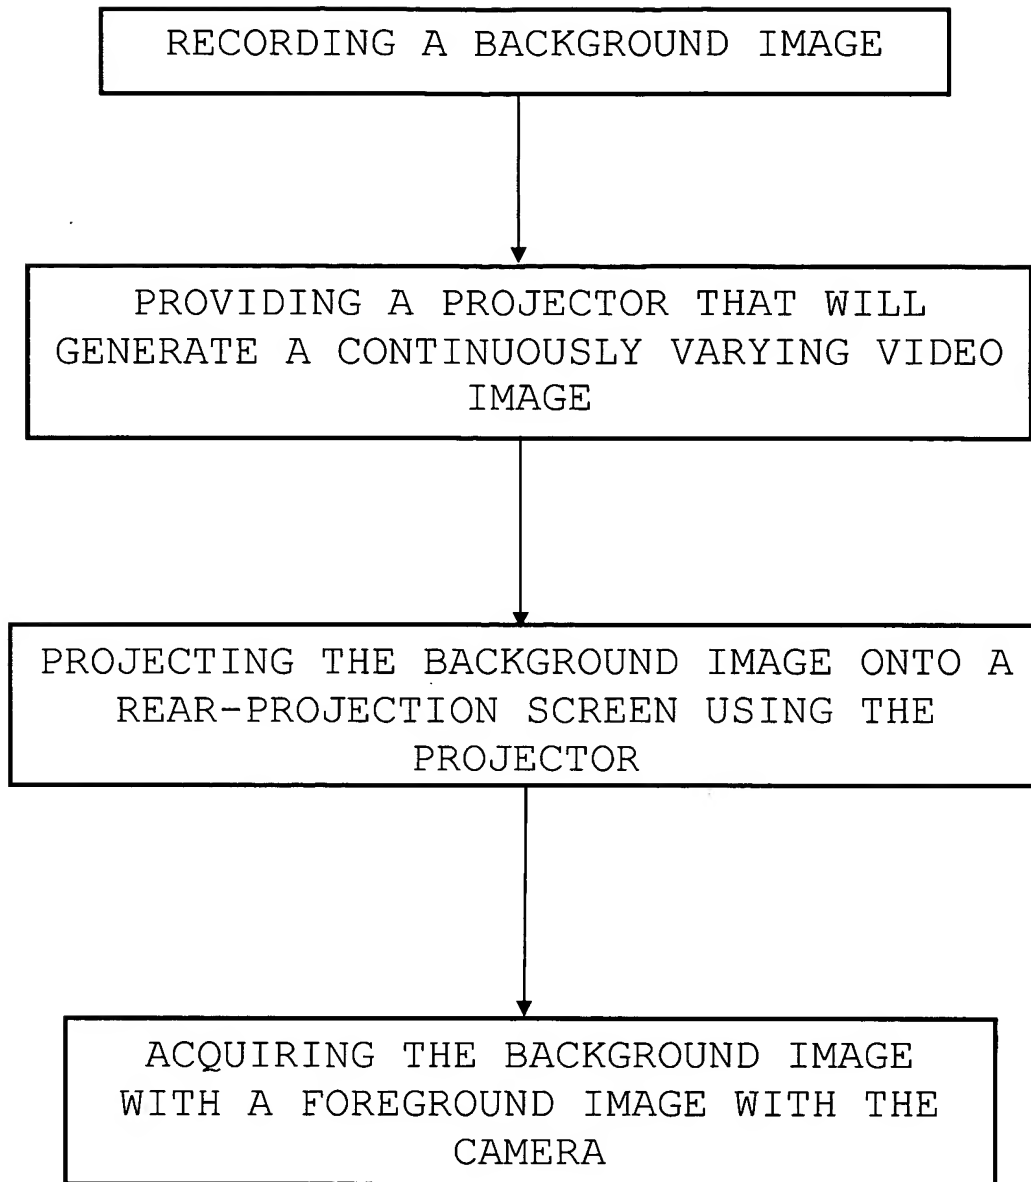 RECORDING A BACKGROUND IMAGE
PROVIDING A PROJECTOR THAT WILL
GENERATE A CONTINUOUSLY VARYING VIDEO
IMAGE
PROJECTING THE BACKGROUND IMAGE ONTO A
REAR-PROJECTION SCREEN USING THE
PROJECTOR
ACQUIRING THE BACKGROUND IMAGE
WITH A FOREGROUND IMAGE WITH THE
CAMERA